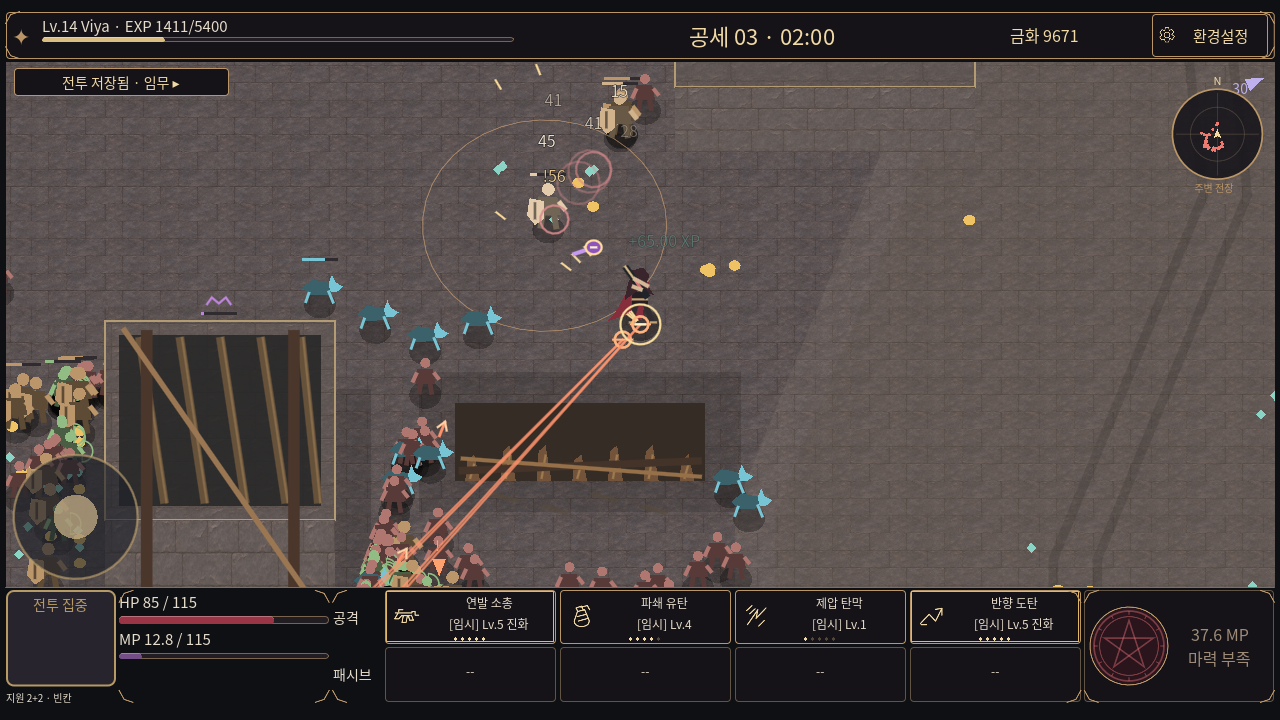 Lv.14 Viya · EXP 1411/5400
공세 03 · 02:00
금화 9671
환경설정
전투 저장됨 · 임무 ▸
15
41
41
28
45
!56
N
30
주변 전장
전투 집중
HP 85 / 115
MP 12.8 / 115
지원 2+2 · 빈칸
공격
패시브
연발 소총
[임시] Lv.5 진화
파쇄 유탄
[임시] Lv.4
제압 탄막
[임시] Lv.1
반향 도탄
[임시] Lv.5 진화
--
--
--
--
37.6 MP
마력 부족